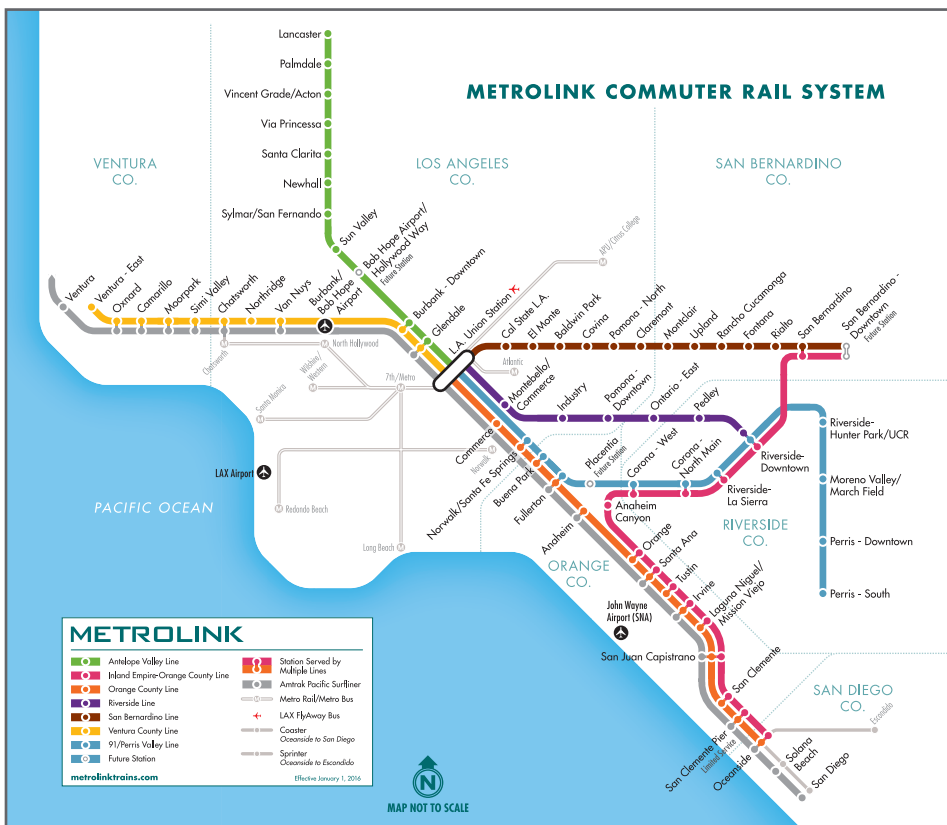 METROLINK COMMUTER RAIL SYSTEM
VENTURA
CO.
LOS ANGELES
CO.
SAN BERNARDINO
CO.
Lancaster
Palmdale
Vincent Grade/Acton
Via Princessa
Santa Clarita
Newhall
Sylmar/San Fernando
Sun Valley
Bob Hope Airport/
Hollywood Way
Future Station
Burbank - Downtown
Glendale
L.A. Union Station
APU/Citrus College
Ventura
Ventura - East
Oxnard
Camarillo
Moorpark
Simi Valley
Chatsworth
Northridge
Van Nuys
Burbank/
Bob Hope
Airport
Cal State L.A.
El Monte
Baldwin Park
Covina
Pomona - North
Claremont
Montclair
Upland
Rancho Cucamonga
Fontana
Rialto
San Bernardino
San Bernardino -
Downtown
Future Station
Chatsworth
North Hollywood
Wilshire/
Western
7th/Metro
Atlantic
Santa Monica
Norwalk
LAX Airport
Redondo Beach
Long Beach
PACIFIC OCEAN
Montebello/
Commerce
Industry
Pomona -
Downtown
Ontario - East
Pedley
Riverside-
Downtown
Riverside-
Hunter Park/UCR
Moreno Valley/
March Field
Perris - Downtown
Perris - South
Commerce
Norwalk/Santa Fe Springs
Buena Park
Fullerton
Placentia
Future Station
Corona - West
Corona -
North Main
Riverside-
La Sierra
Anaheim
Canyon
RIVERSIDE
CO.
Anaheim
ORANGE
CO.
Orange
Santa Ana
Tustin
Irvine
Laguna Niguel/
Mission Viejo
John Wayne
Airport (SNA)
San Juan Capistrano
San Clemente
San Clemente Pier
Limited Service
Oceanside
SAN DIEGO
CO.
Escondido
Solana
Beach
San Diego
METROLINK
Antelope Valley Line
Inland Empire-Orange County Line
Orange County Line
Riverside Line
San Bernardino Line
Ventura County Line
91/Perris Valley Line
Future Station
Station Served by
Multiple Lines
Amtrak Pacific Surfliner
Metro Rail/Metro Bus
LAX FlyAway Bus
Coaster
Oceanside to San Diego
Sprinter
Oceanside to Escondido
metrolinktrains.com
Effective January 1, 2016
N
MAP NOT TO SCALE